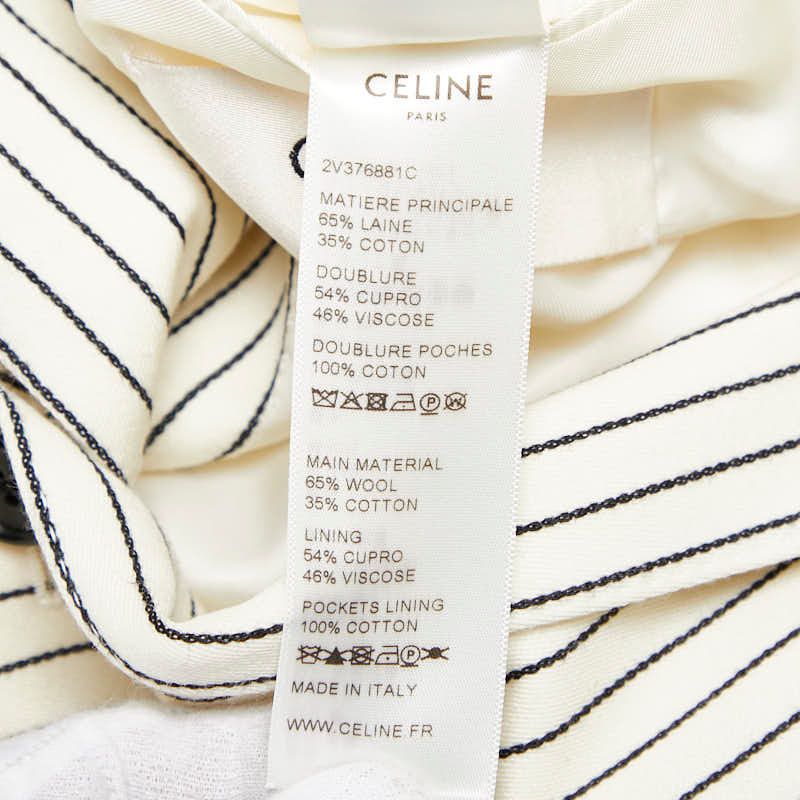 CELINE
PARIS
2V376881C
MATIERE PRINCIPALE
65% LAINE
35% COTON
DOUBLURE
54% CUPRO
46% VISCOSE
DOUBLURE POCHES
100% COTON
P W
MAIN MATERIAL
65% WOOL
35% COTTON
LINING
54% CUPRO
46% VISCOSE
POCKETS LINING
100% COTTON
P
MADE IN ITALY
WWW.CELINE.FR